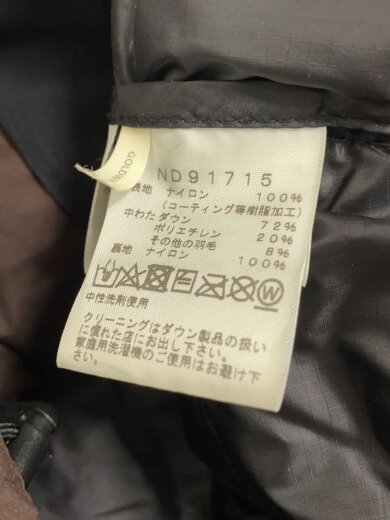 GOLDWIN
ND91715
表地 ナイロン 100%
(コーティング等樹脂加工)
中わた ダウン 72%
ポリエチレン 20%
その他の羽毛 8%
裏地 ナイロン 100%
W
中性洗剤使用
クリーニングはダウン製品の扱い
に慣れた店にお出し下さい。
家庭用洗濯機のご使用はお避け下
さい。